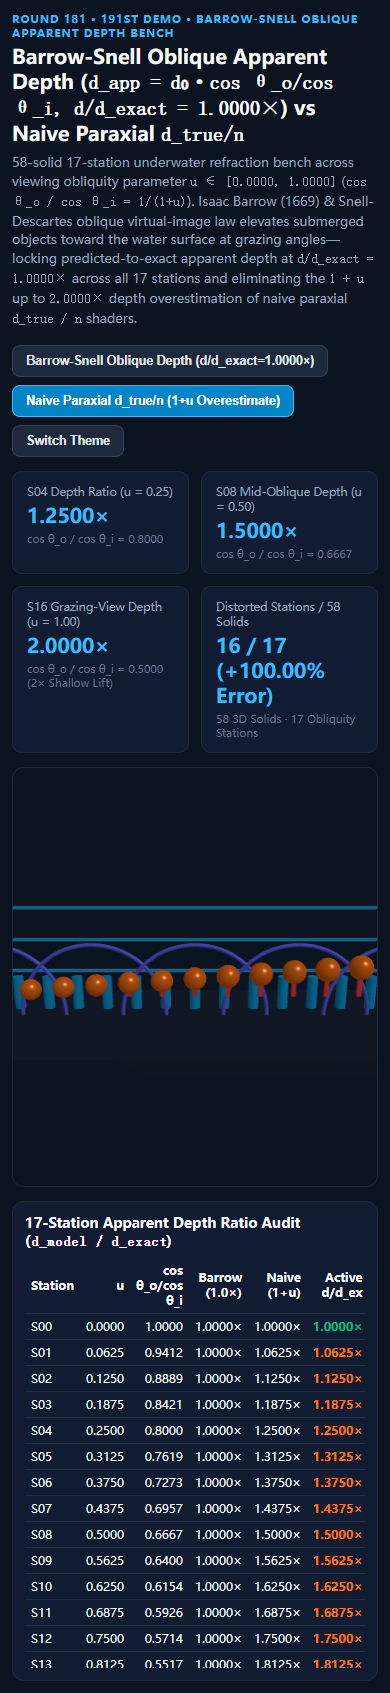 ROUND 181 • 191ST DEMO • BARROW-SNELL OBLIQUE
APPARENT DEPTH BENCH
Barrow-Snell Oblique Apparent
Depth (d_app = d₀ • cos θ_o/cos
θ_i, d/d_exact = 1.0000×) vs
Naive Paraxial d_true/n
58-solid 17-station underwater refraction bench across
viewing obliquity parameter u ∈ [0.0000, 1.0000] (cos
θ_o / cos θ_i = 1/(1+u)). Isaac Barrow (1669) & Snell-
Descartes oblique virtual-image law elevates submerged
objects toward the water surface at grazing angles—
locking predicted-to-exact apparent depth at d/d_exact =
1.0000× across all 17 stations and eliminating the 1 + u
up to 2.0000× depth overestimation of naive paraxial
d_true / n shaders.
Barrow-Snell Oblique Depth (d/d_exact=1.0000×)
Naive Paraxial d_true/n (1+u Overestimate)
Switch Theme
S04 Depth Ratio (u = 0.25)
1.2500×
cos θ_o / cos θ_i = 0.8000
S08 Mid-Oblique Depth (u
= 0.50)
1.5000×
cos θ_o / cos θ_i = 0.6667
S16 Grazing-View Depth
(u = 1.00)
2.0000×
cos θ_o / cos θ_i = 0.5000
(2× Shallow Lift)
Distorted Stations / 58
Solids
16 / 17
(+100.00%
Error)
58 3D Solids · 17 Obliquity
Stations
17-Station Apparent Depth Ratio Audit
(d_model / d_exact)
Station u cos θ_o/cos θ_i Barrow (1.0×) Naive (1+u) Active d/d_ex
S00 0.0000 1.0000 1.0000× 1.0000× 1.0000×
S01 0.0625 0.9412 1.0000× 1.0625× 1.0625×
S02 0.1250 0.8889 1.0000× 1.1250× 1.1250×
S03 0.1875 0.8421 1.0000× 1.1875× 1.1875×
S04 0.2500 0.8000 1.0000× 1.2500× 1.2500×
S05 0.3125 0.7619 1.0000× 1.3125× 1.3125×
S06 0.3750 0.7273 1.0000× 1.3750× 1.3750×
S07 0.4375 0.6957 1.0000× 1.4375× 1.4375×
S08 0.5000 0.6667 1.0000× 1.5000× 1.5000×
S09 0.5625 0.6400 1.0000× 1.5625× 1.5625×
S10 0.6250 0.6154 1.0000× 1.6250× 1.6250×
S11 0.6875 0.5926 1.0000× 1.6875× 1.6875×
S12 0.7500 0.5714 1.0000× 1.7500× 1.7500×
S13 0.8125 0.5517 1.0000× 1.8125× 1.8125×